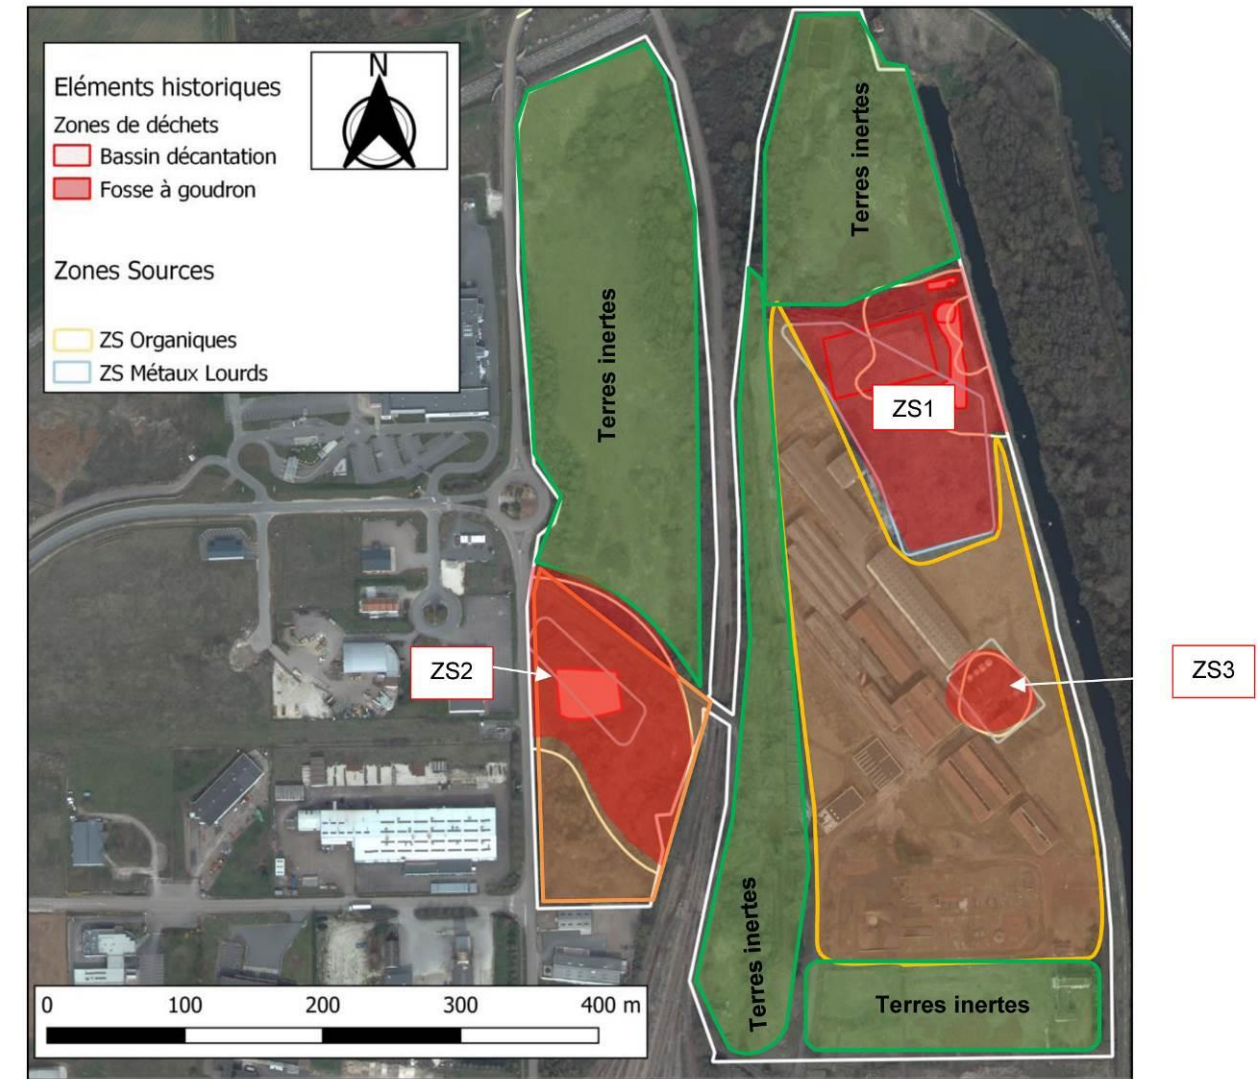 Eléments historiques
N
Zones de déchets
Bassin décantation
Fosse à goudron
Zones Sources
ZS Organiques
ZS Métaux Lourds
Terres inertes
Terres inertes
ZS1
ZS2
ZS3
Terres inertes
Terres inertes
0 100 200 300 400 m